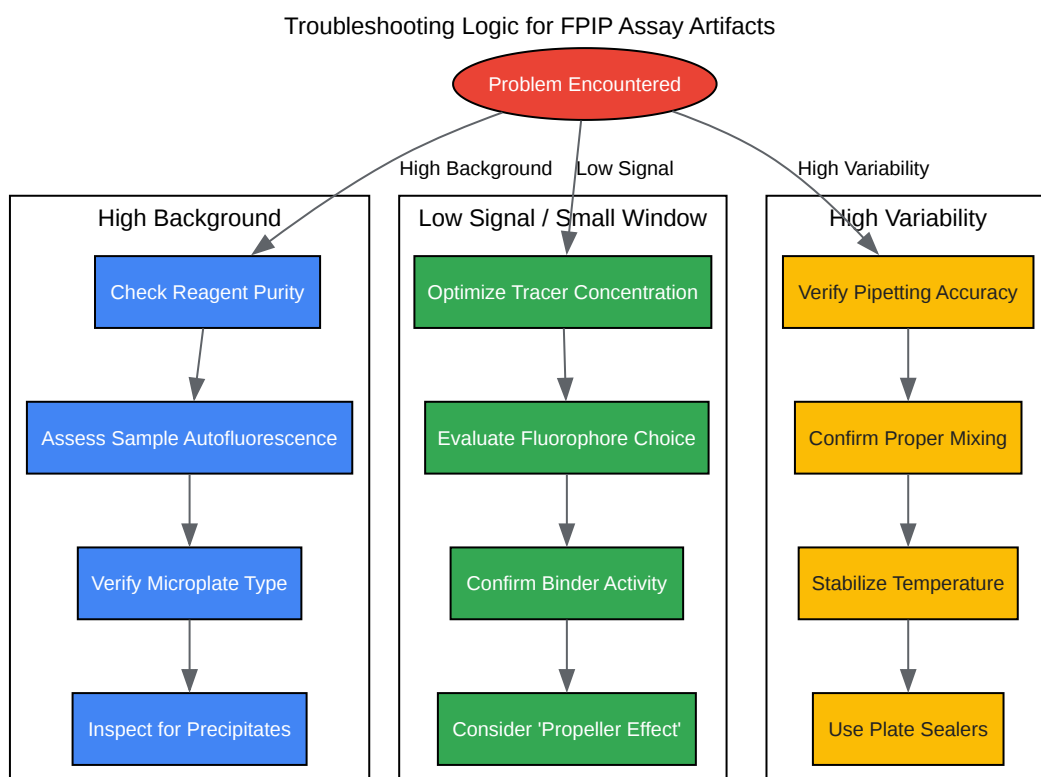 Troubleshooting Logic for FPIP Assay Artifacts
Problem Encountered
High Background
Low Signal
High Variability
High Background
Check Reagent Purity
Assess Sample Autofluorescence
Verify Microplate Type
Inspect for Precipitates
Low Signal / Small Window
Optimize Tracer Concentration
Evaluate Fluorophore Choice
Confirm Binder Activity
Consider 'Propeller Effect'
High Variability
Verify Pipetting Accuracy
Confirm Proper Mixing
Stabilize Temperature
Use Plate Sealers